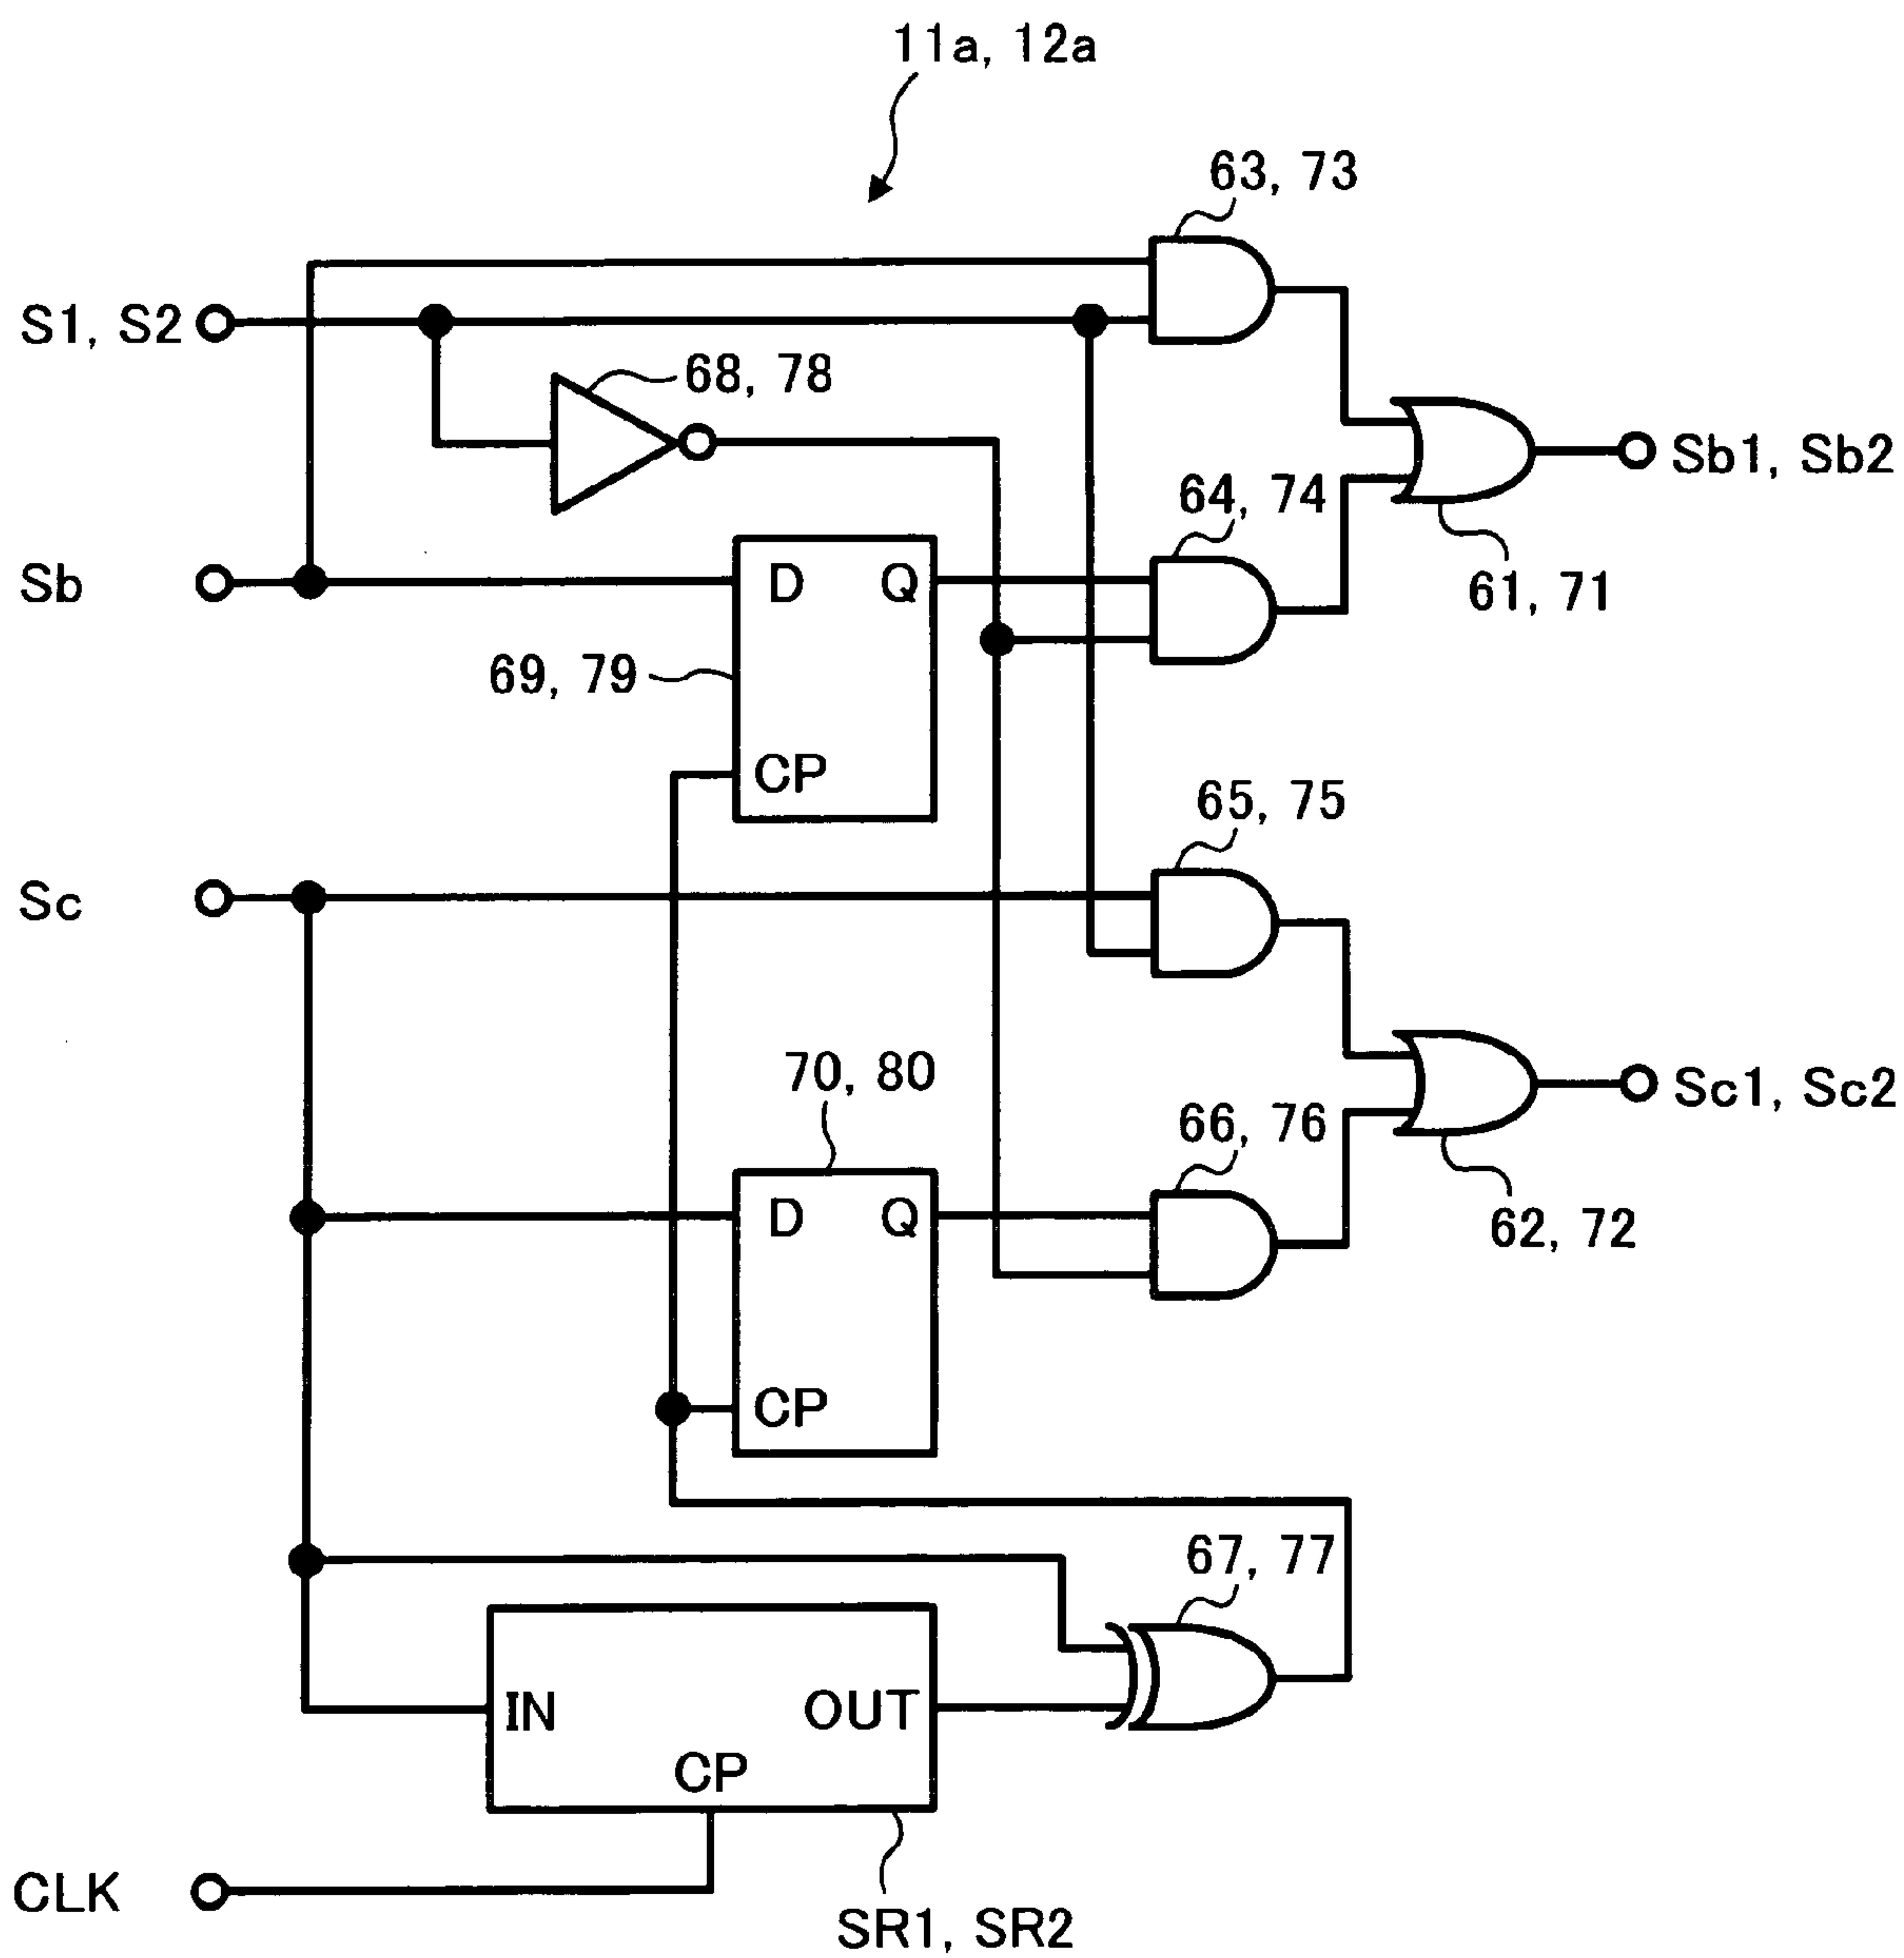 11a, 12a
63, 73
S1, S2
68, 78
Sb1, Sb2
64, 74
Sb
D Q
61, 71
69, 79
CP
65, 75
Sc
70, 80
Sc1, Sc2
66, 76
D Q
62, 72
CP
67, 77
IN OUT
CP
CLK
SR1, SR2